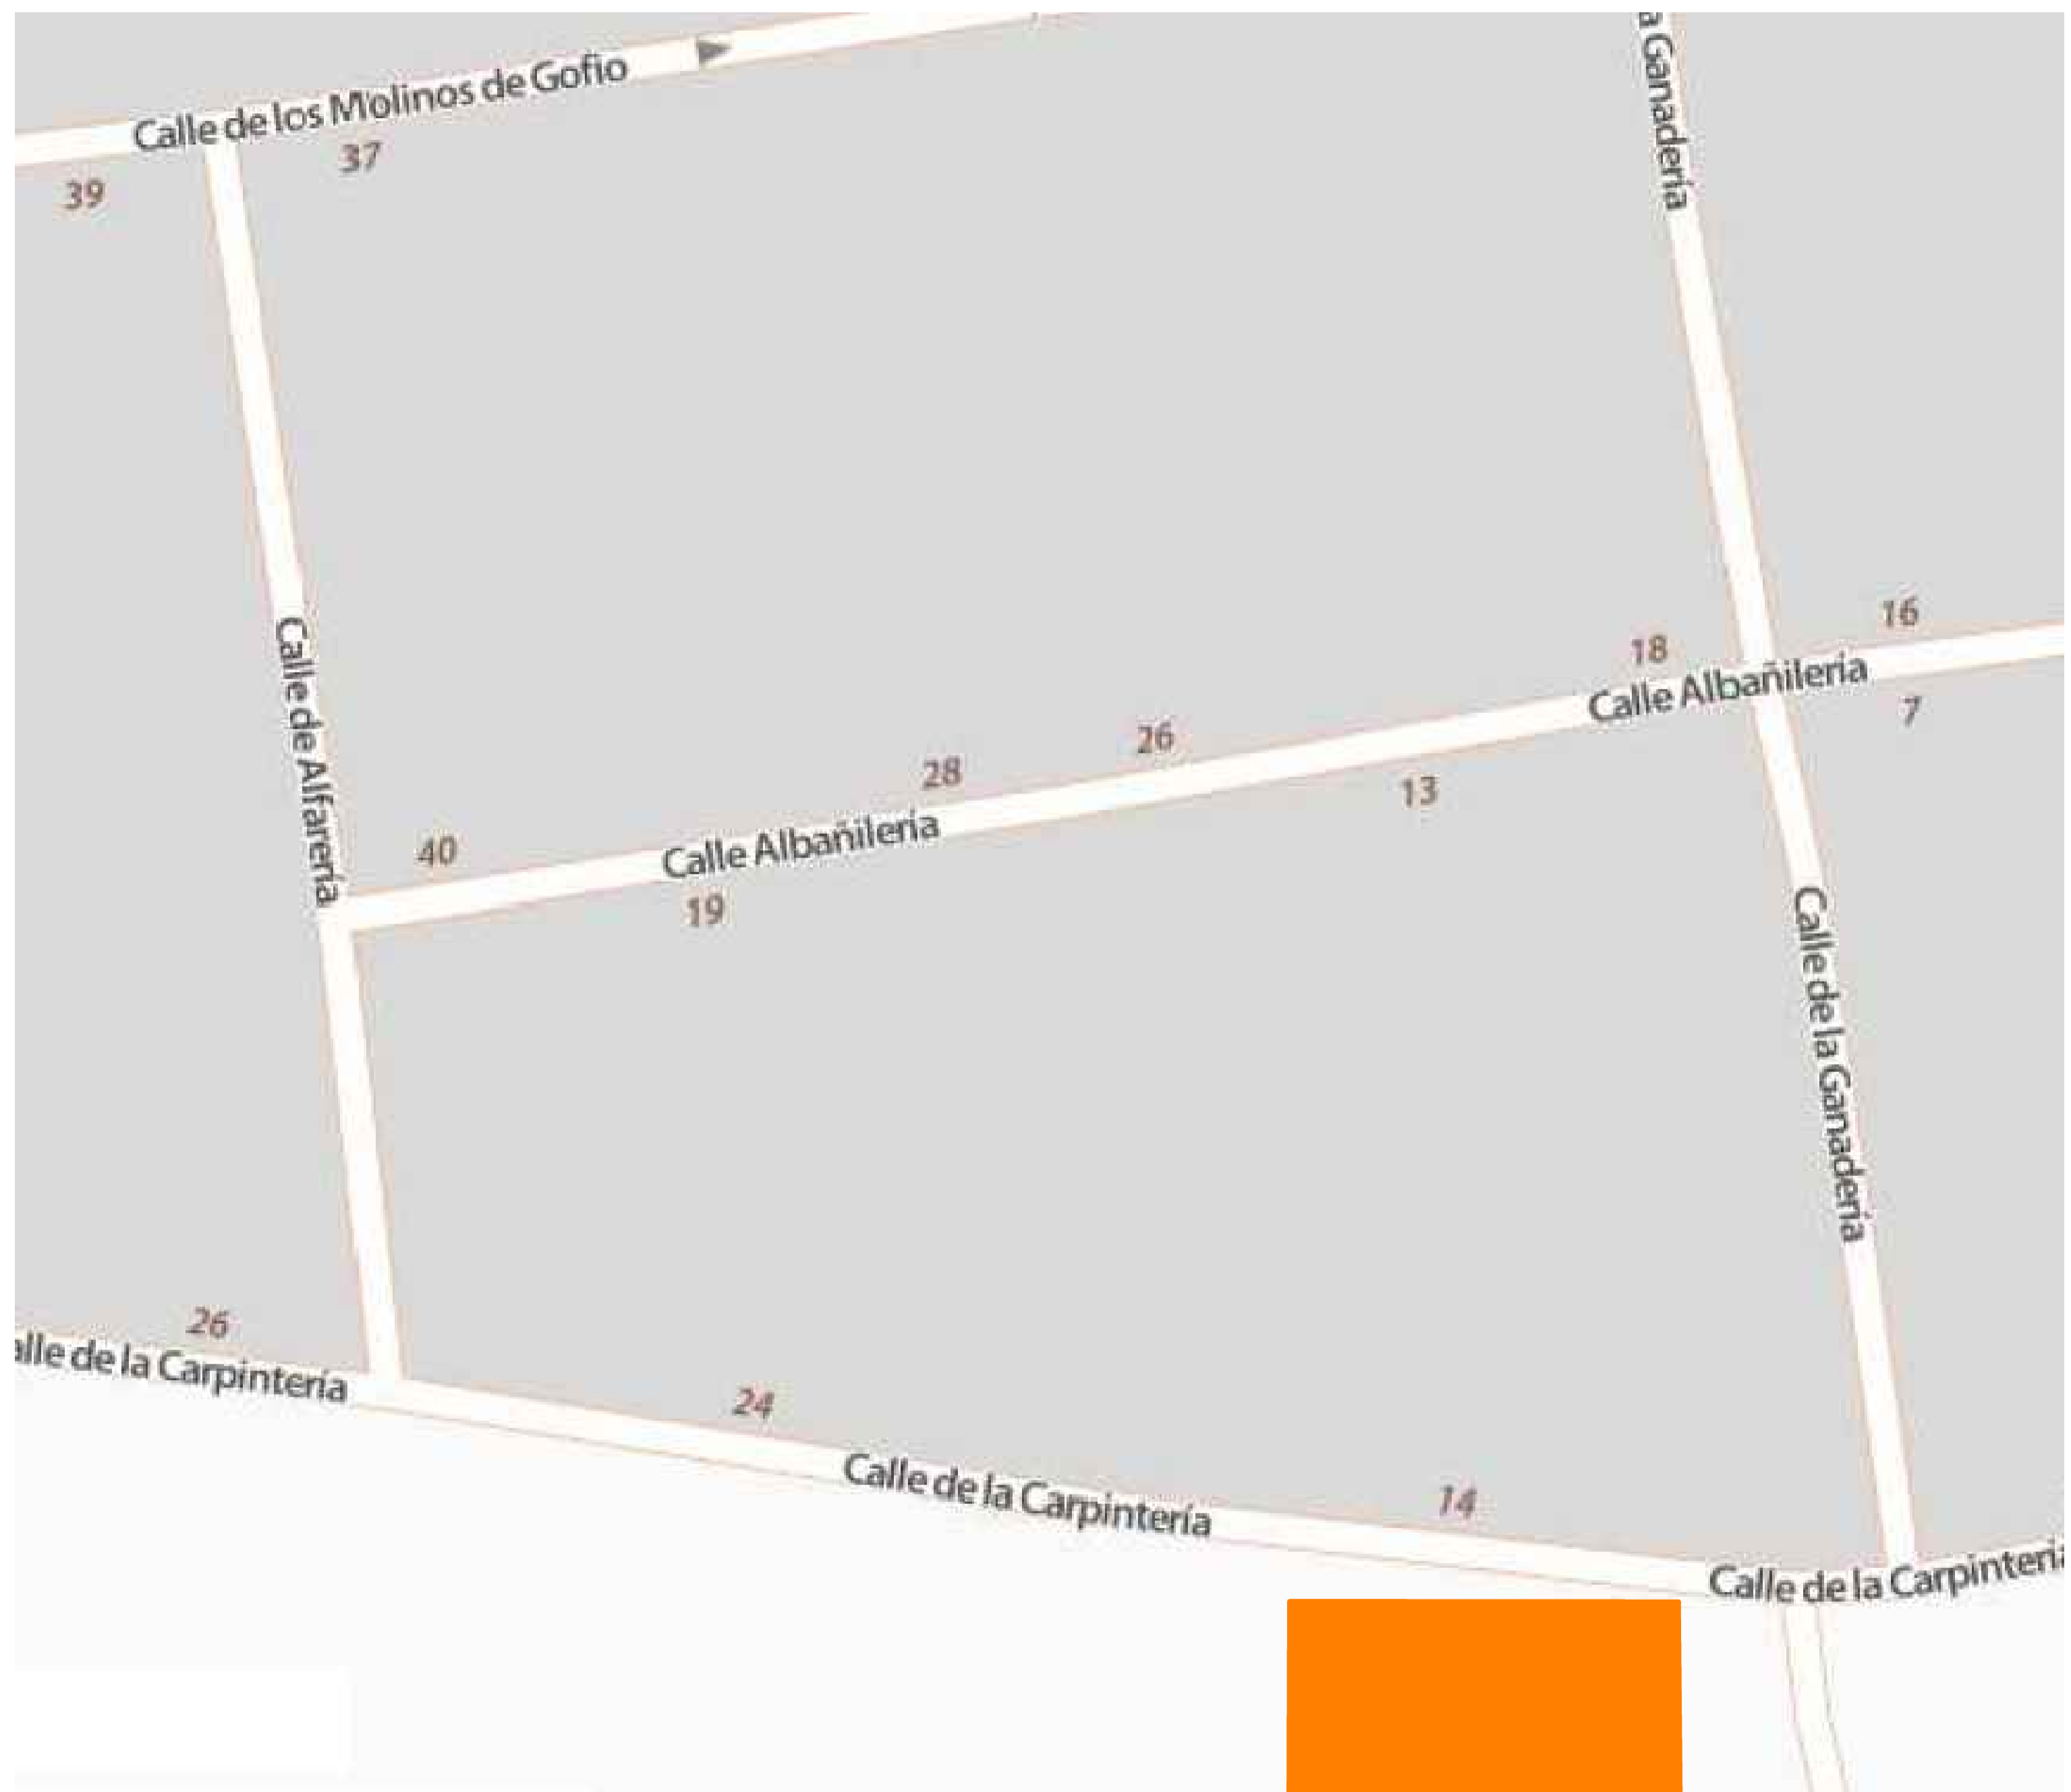 a Ganadería
Calle de los Molinos de Gofio
37
39
Calle de Alfarería
16
18
Calle Albañilería
7
26
28
13
Calle Albañilería
40
19
Calle de la Ganadería
26
alle de la Carpintería
24
Calle de la Carpintería
14
Calle de la Carpintería